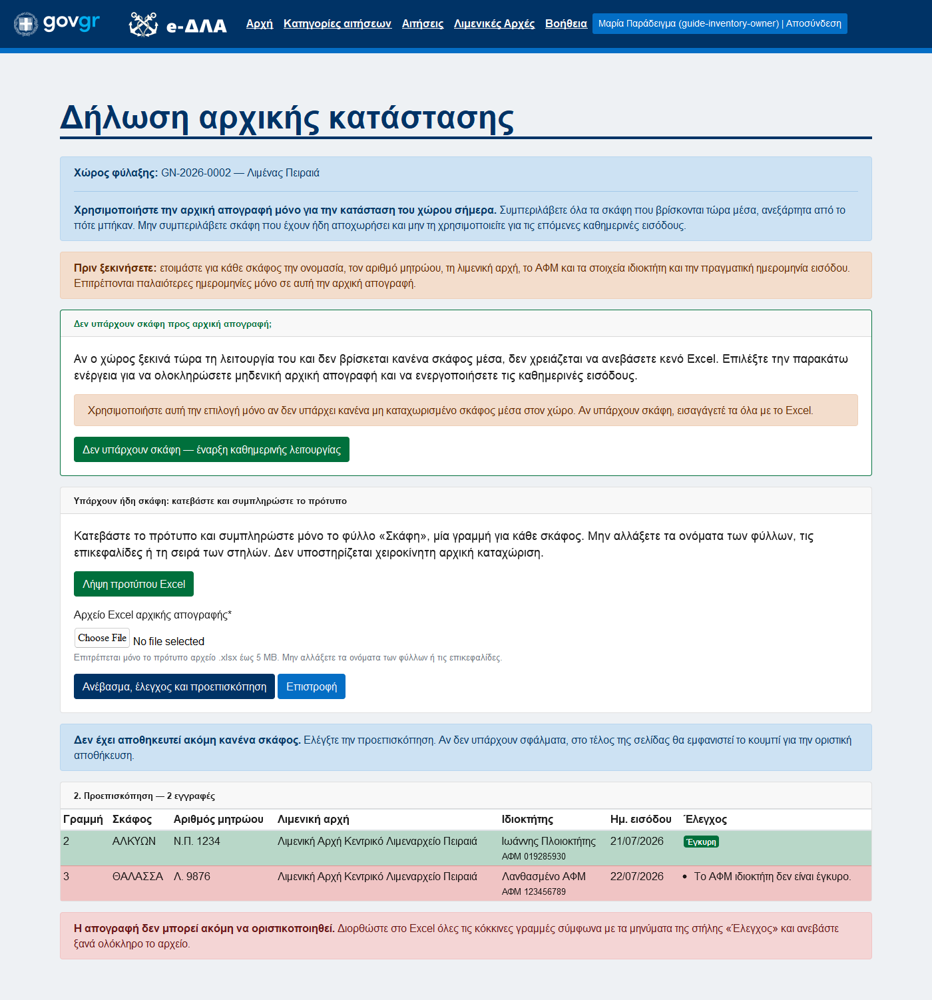 govgr
e-ΔΛΑ
Αρχή Κατηγορίες αιτήσεων Αιτήσεις Λιμενικές Αρχές Βοήθεια Μαρία Παράδειγμα (guide-inventory-owner) | Αποσύνδεση
Δήλωση αρχικής κατάστασης
Χώρος φύλαξης: GN-2026-0002 — Λιμένας Πειραιά
Χρησιμοποιήστε την αρχική απογραφή μόνο για την κατάσταση του χώρου σήμερα. Συμπεριλάβετε όλα τα σκάφη που βρίσκονται τώρα μέσα, ανεξάρτητα από το
πότε μπήκαν. Μην συμπεριλάβετε σκάφη που έχουν ήδη αποχωρήσει και μην τη χρησιμοποιείτε για τις επόμενες καθημερινές εισόδους.
Πριν ξεκινήσετε: ετοιμάστε για κάθε σκάφος την ονομασία, τον αριθμό μητρώου, τη λιμενική αρχή, το ΑΦΜ και τα στοιχεία ιδιοκτήτη και την πραγματική ημερομηνία εισόδου.
Επιτρέπονται παλαιότερες ημερομηνίες μόνο σε αυτή την αρχική απογραφή.
Δεν υπάρχουν σκάφη προς αρχική απογραφή;
Αν ο χώρος ξεκινά τώρα τη λειτουργία του και δεν βρίσκεται κανένα σκάφος μέσα, δεν χρειάζεται να ανεβάσετε κενό Excel. Επιλέξτε την παρακάτω
ενέργεια για να ολοκληρώσετε μηδενική αρχική απογραφή και να ενεργοποιήσετε τις καθημερινές εισόδους.
Χρησιμοποιήστε αυτή την επιλογή μόνο αν δεν υπάρχει κανένα μη καταχωρισμένο σκάφος μέσα στον χώρο. Αν υπάρχουν σκάφη, εισαγάγετέ τα όλα με το Excel.
Δεν υπάρχουν σκάφη — έναρξη καθημερινής λειτουργίας
Υπάρχουν ήδη σκάφη: κατεβάστε και συμπληρώστε το πρότυπο
Κατεβάστε το πρότυπο και συμπληρώστε μόνο το φύλλο «Σκάφη», μία γραμμή για κάθε σκάφος. Μην αλλάξετε τα ονόματα των φύλλων, τις
επικεφαλίδες ή τη σειρά των στηλών. Δεν υποστηρίζεται χειροκίνητη αρχική καταχώριση.
Λήψη προτύπου Excel
Αρχείο Excel αρχικής απογραφής*
Choose File No file selected
Επιτρέπεται μόνο το πρότυπο αρχείο .xlsx έως 5 MB. Μην αλλάξετε τα ονόματα των φύλλων ή τις επικεφαλίδες.
Ανέβασμα, έλεγχος και προεπισκόπηση Επιστροφή
Δεν έχει αποθηκευτεί ακόμη κανένα σκάφος. Ελέγξτε την προεπισκόπηση. Αν δεν υπάρχουν σφάλματα, στο τέλος της σελίδας θα εμφανιστεί το κουμπί για την οριστική
αποθήκευση.
2. Προεπισκόπηση — 2 εγγραφές
Γραμμή Σκάφος Αριθμός μητρώου Λιμενική αρχή Ιδιοκτήτης Ημ. εισόδου Έλεγχος
2 ΑΛΚΥΩΝ Ν.Π. 1234 Λιμενική Αρχή Κεντρικό Λιμεναρχείο Πειραιά Ιωάννης Πλοιοκτήτης 21/07/2026 Έγκυρη
ΑΦΜ 019285930
3 ΘΑΛΑΣΣΑ Λ. 9876 Λιμενική Αρχή Κεντρικό Λιμεναρχείο Πειραιά Λανθασμένο ΑΦΜ 22/07/2026 • Το ΑΦΜ ιδιοκτήτη δεν είναι έγκυρο.
ΑΦΜ 123456789
Η απογραφή δεν μπορεί ακόμη να οριστικοποιηθεί. Διορθώστε στο Excel όλες τις κόκκινες γραμμές σύμφωνα με τα μηνύματα της στήλης «Έλεγχος» και ανεβάστε
ξανά ολόκληρο το αρχείο.